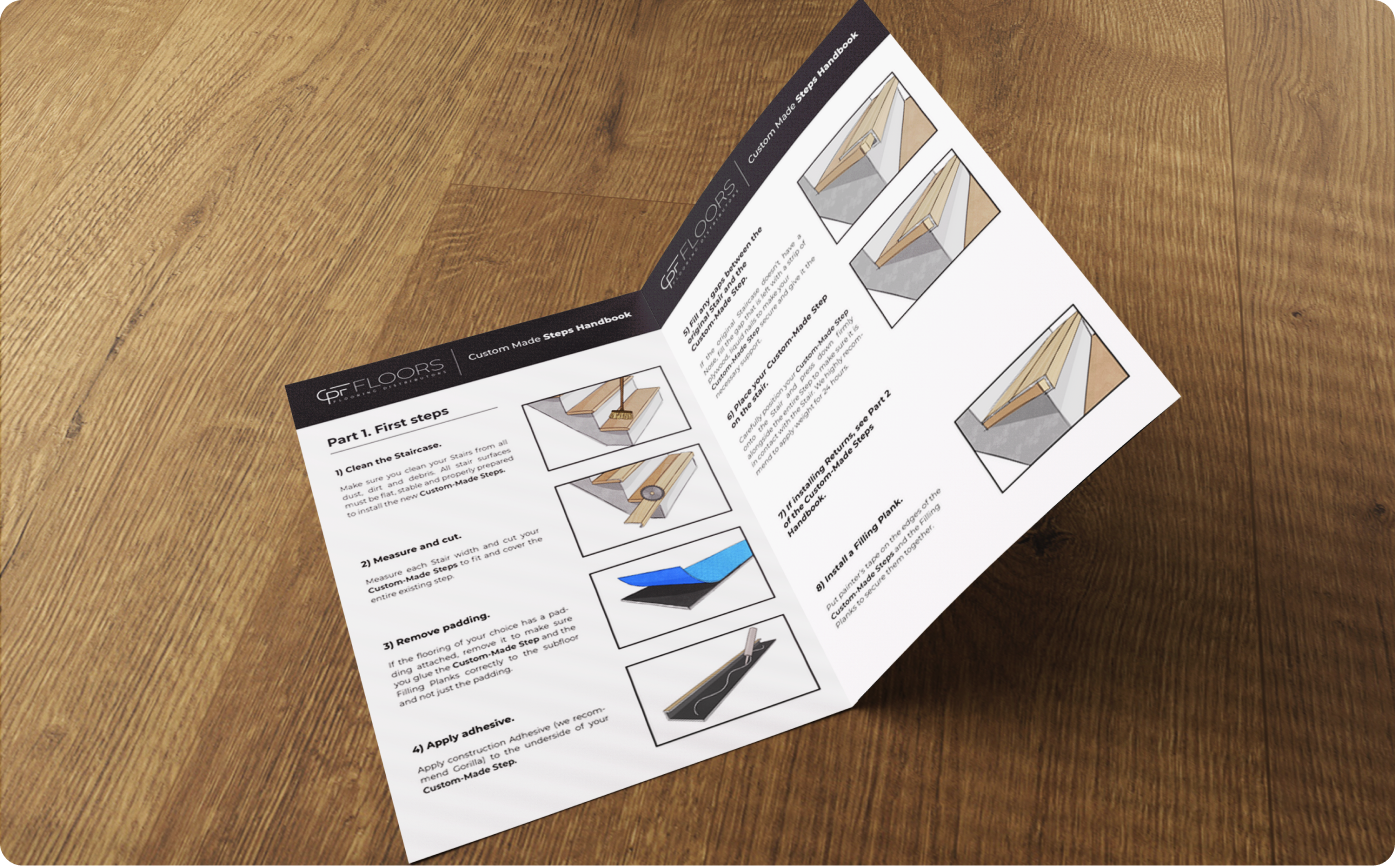 CPF FLOORS
FLOORING DISTRIBUTORS
Custom Made Steps Handbook
Part 1. First steps
1) Clean the Staircase.
Make sure you clean your Stairs from all
dust, dirt and debris. All stair surfaces
must be flat, stable and properly prepared
to install the new Custom-Made Steps.
2) Measure and cut.
Measure each Stair width and cut your
Custom-Made Steps to fit and cover the
entire existing step.
3) Remove padding.
If the flooring of your choice has a pad-
ding attached, remove it to make sure
you glue the Custom-Made Step and the
Filling Planks correctly to the subfloor
and not just the padding.
4) Apply adhesive.
Apply construction Adhesive (we recom-
mend Gorilla) to the underside of your
Custom-Made Step.
CPF FLOORS
FLOORING DISTRIBUTORS
Custom Made Steps Handbook
5) Fill any gaps between the
original Stair and the
Custom-Made Step.
If the original Staircase doesn't have a
Nose, fill the gap that is left with a strip of
plywood, liquid nails to make your
Custom-Made Step secure and give it the
necessary support.
6) Place your Custom-Made Step
on the stair.
Carefully position your Custom-Made Step
onto the Stair and press down firmly
alongside the entire Step to make sure it is
in contact with the Stair. We highly recom-
mend to apply weight for 24 hours.
7) If installing Returns, see Part 2
of the Custom-Made Steps
Handbook.
8) Install a Filling Plank.
Put painter's tape on the edges of the
Custom-Made Steps and the Filling
Planks to secure them together.